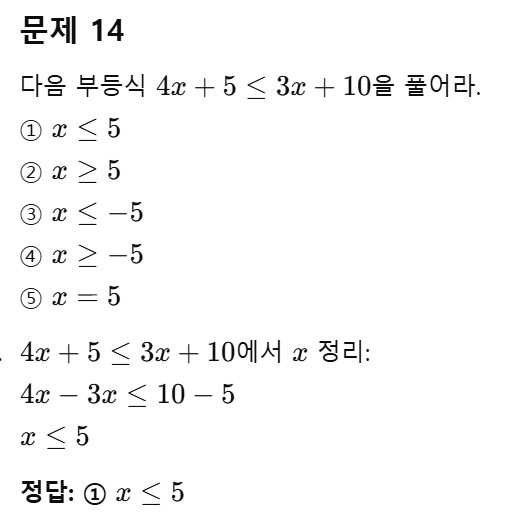 문제 14
다음 부등식 4x + 5 ≤ 3x + 10을 풀어라.
① x ≤ 5
② x ≥ 5
③ x ≤ −5
④ x ≥ −5
⑤ x = 5
. 4x + 5 ≤ 3x + 10에서 x 정리:
4x − 3x ≤ 10 − 5
x ≤ 5
정답: ① x ≤ 5